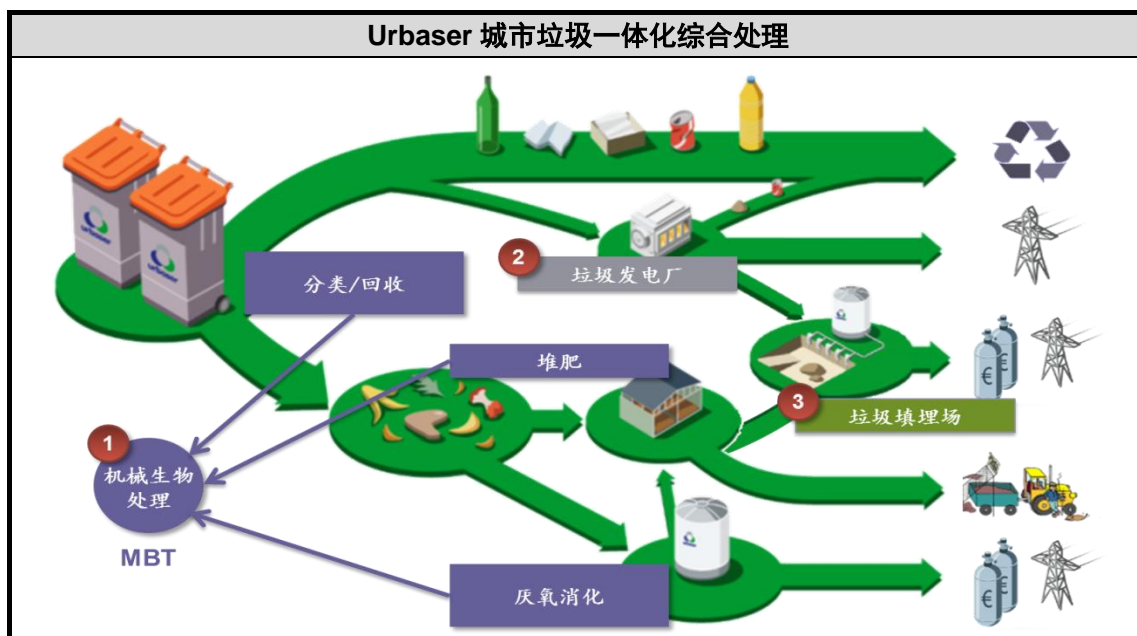 Urbaser 城市垃圾一体化综合处理
urbaser
urbaser
分类/回收
2
垃圾发电厂
堆肥
€
3
垃圾填埋场
1
机械生物
处理
MBT
厌氧消化
€